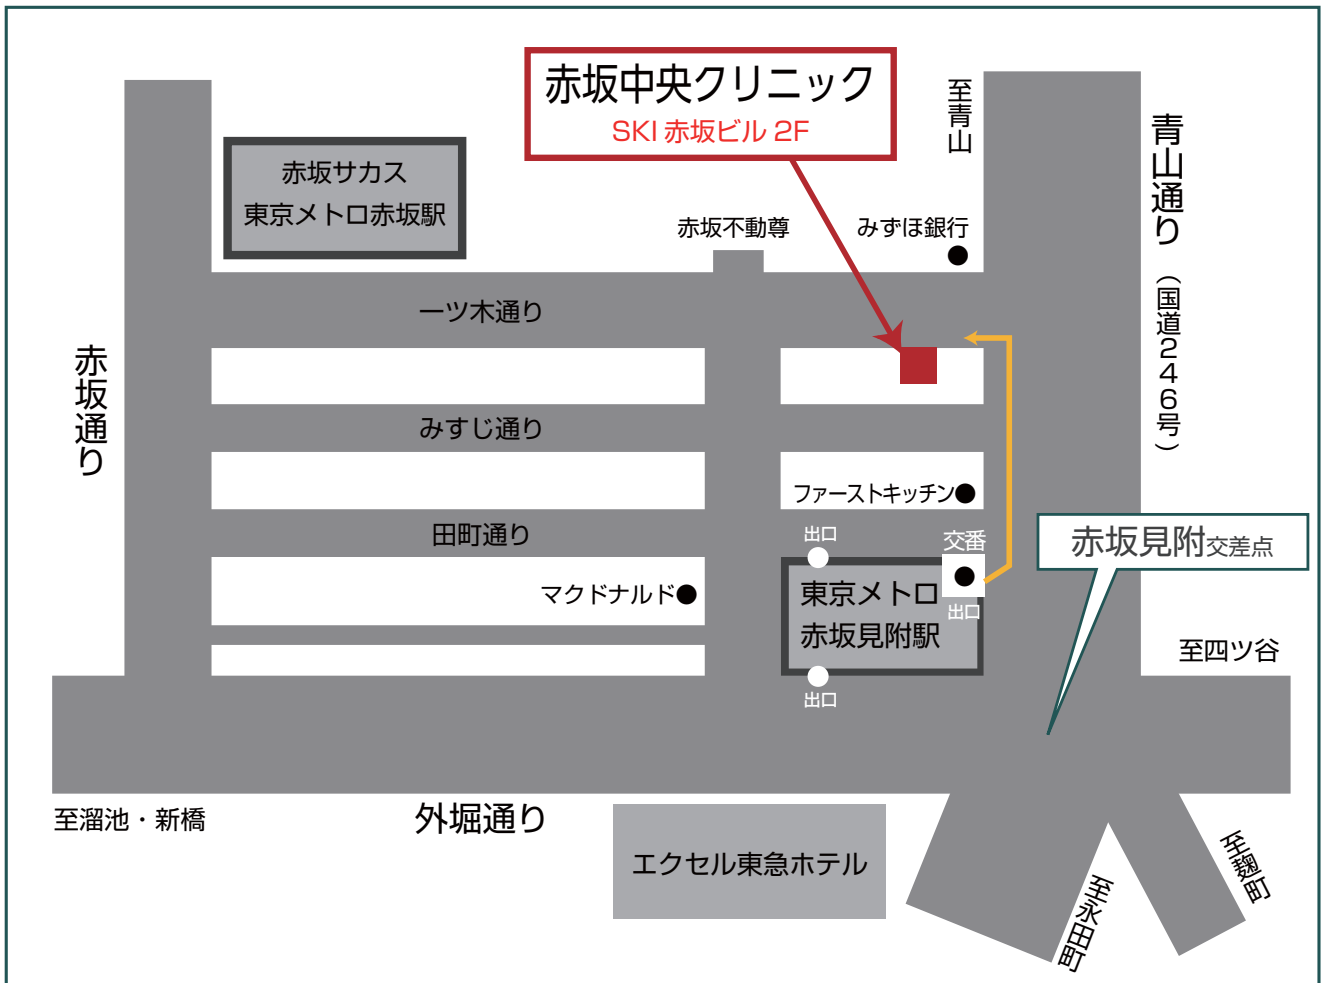 赤坂中央クリニック
SKI 赤坂ビル 2F
至青山
青山通り
（国道246号）
赤坂サカス
東京メトロ赤坂駅
赤坂不動尊
みずほ銀行
一ツ木通り
赤坂通り
みすじ通り
ファーストキッチン
田町通り
出口
交番
赤坂見附交差点
マクドナルド
東京メトロ
赤坂見附駅
出口
出口
至四ツ谷
至溜池・新橋
外堀通り
エクセル東急ホテル
至麹町
至永田町